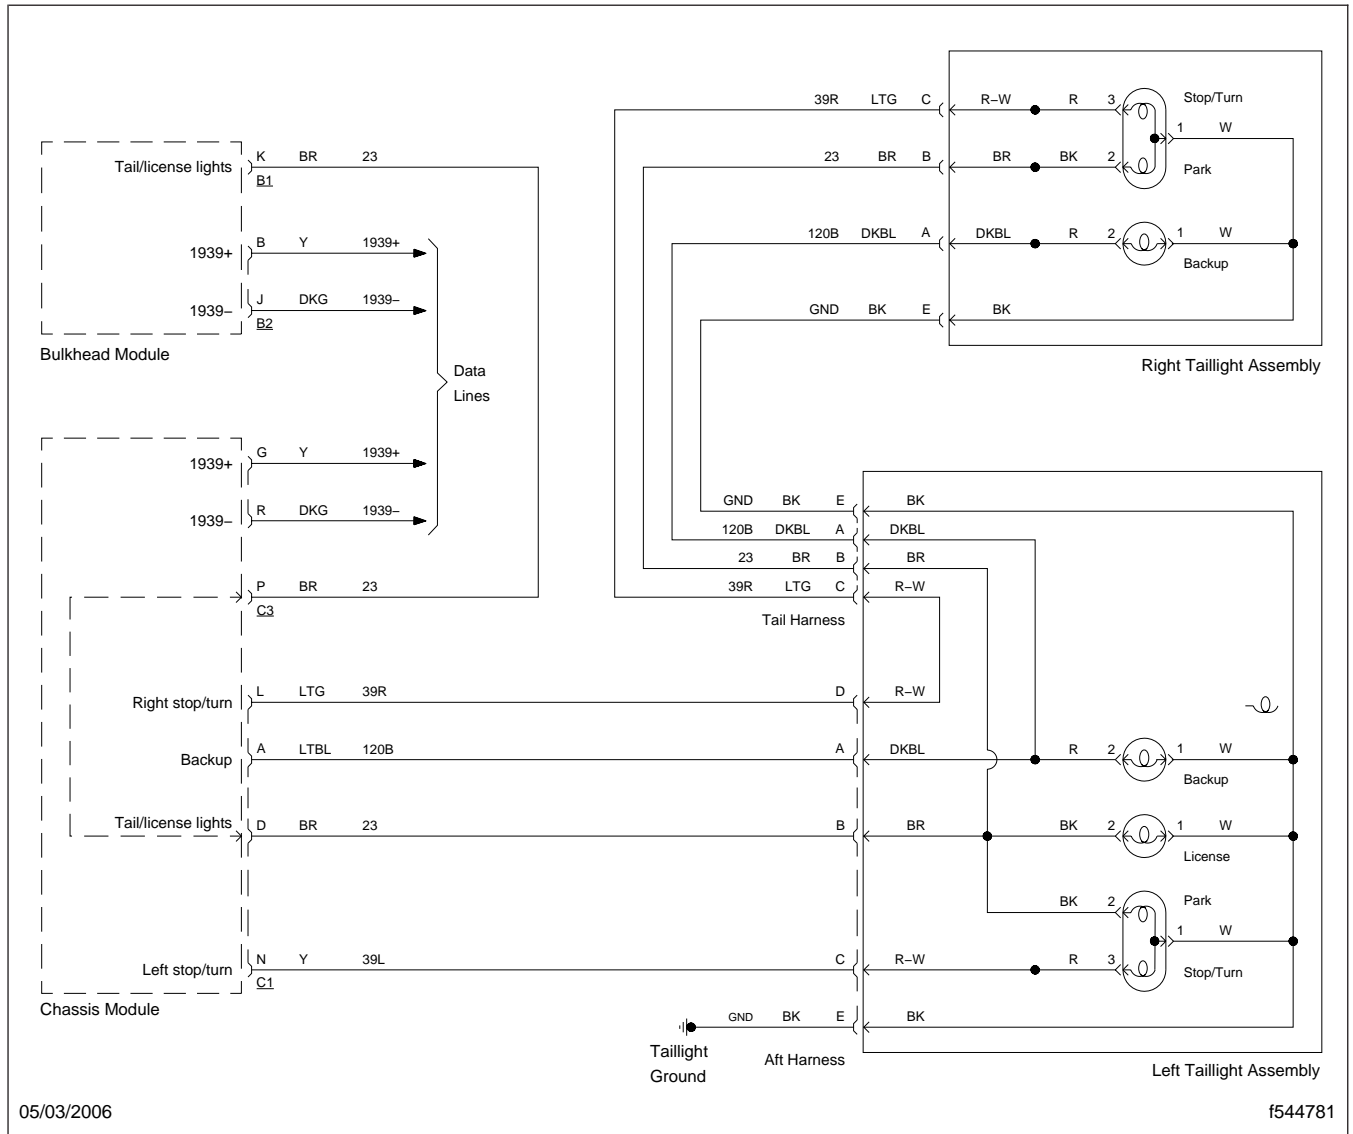 39R LTG C R–W R 3 Stop/Turn
1 W
K BR 23
Tail/license lights
B1
23 BR B BR BK 2 Park
B Y 1939+
1939+
120B DKBL A DKBL R 2 1 W
Backup
J DKG 1939–
1939–
B2
GND BK E BK
Bulkhead Module
Right Taillight Assembly
Data
Lines
G Y 1939+
1939+
R DKG 1939–
1939–
GND BK E BK
120B DKBL A DKBL
23 BR B BR
P BR 23
C3
39R LTG C R–W
Tail Harness
L LTG 39R D R–W
Right stop/turn
A LTBL 120B A DKBL R 2 1 W
Backup
Backup
Tail/license lights
D BR 23 B BR BK 2 1 W
License
BK 2 Park
1 W
N Y 39L C R–W R 3 Stop/Turn
Left stop/turn
C1
Chassis Module
GND BK E BK
Taillight
Ground
Aft Harness
Left Taillight Assembly
05/03/2006
f544781